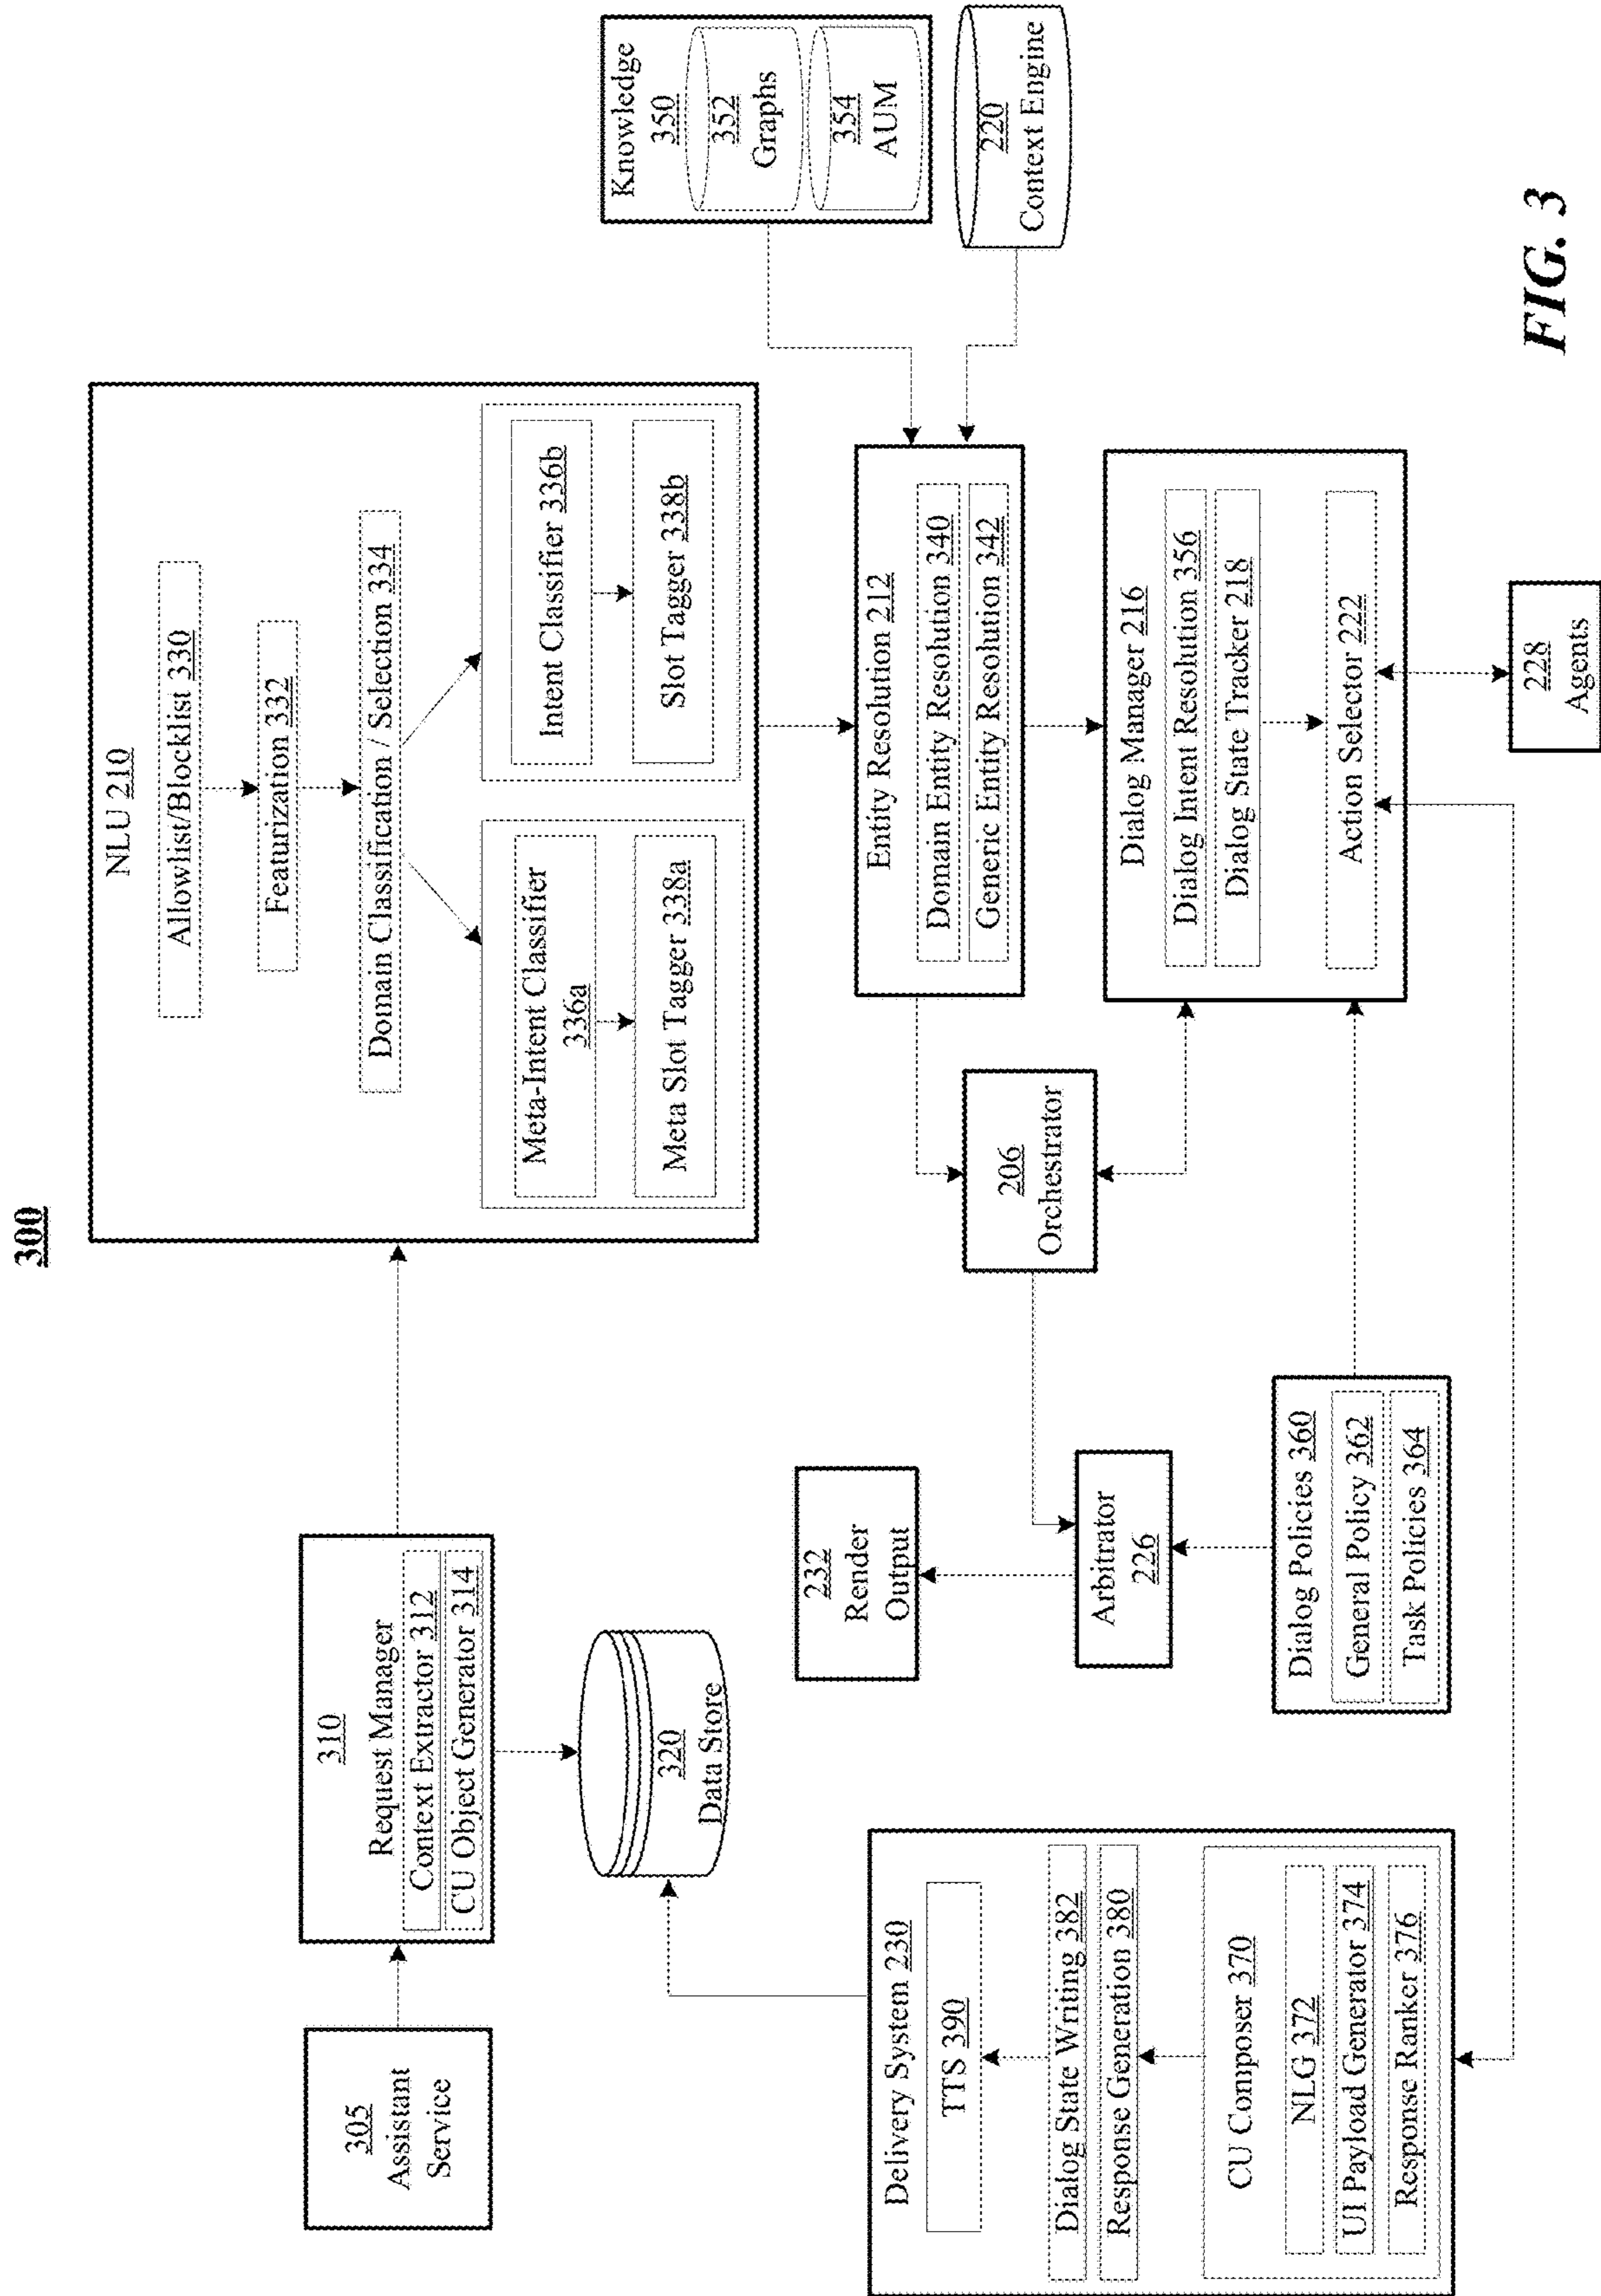 300
305
Assistant
Service
310
Request Manager
Context Extractor 312
CU Object Generator 314
320
Data Store
NLU 210
Allowlist/Blocklist 330
Featurization 332
Domain Classification / Selection 334
Meta-Intent Classifier
336a
Meta Slot Tagger 338a
Intent Classifier 336b
Slot Tagger 338b
Knowledge
350
352
Graphs
354
AUM
220
Context Engine
Entity Resolution 212
Domain Entity Resolution 340
Generic Entity Resolution 342
206
Orchestrator
Dialog Manager 216
Dialog Intent Resolution 356
Dialog State Tracker 218
Action Selector 222
228
Agents
232
Render
Output
Arbitrator
226
Dialog Policies 360
General Policy 362
Task Policies 364
Delivery System 230
TTS 390
Dialog State Writing 382
Response Generation 380
CU Composer 370
NLG 372
UI Payload Generator 374
Response Ranker 376
FIG. 3